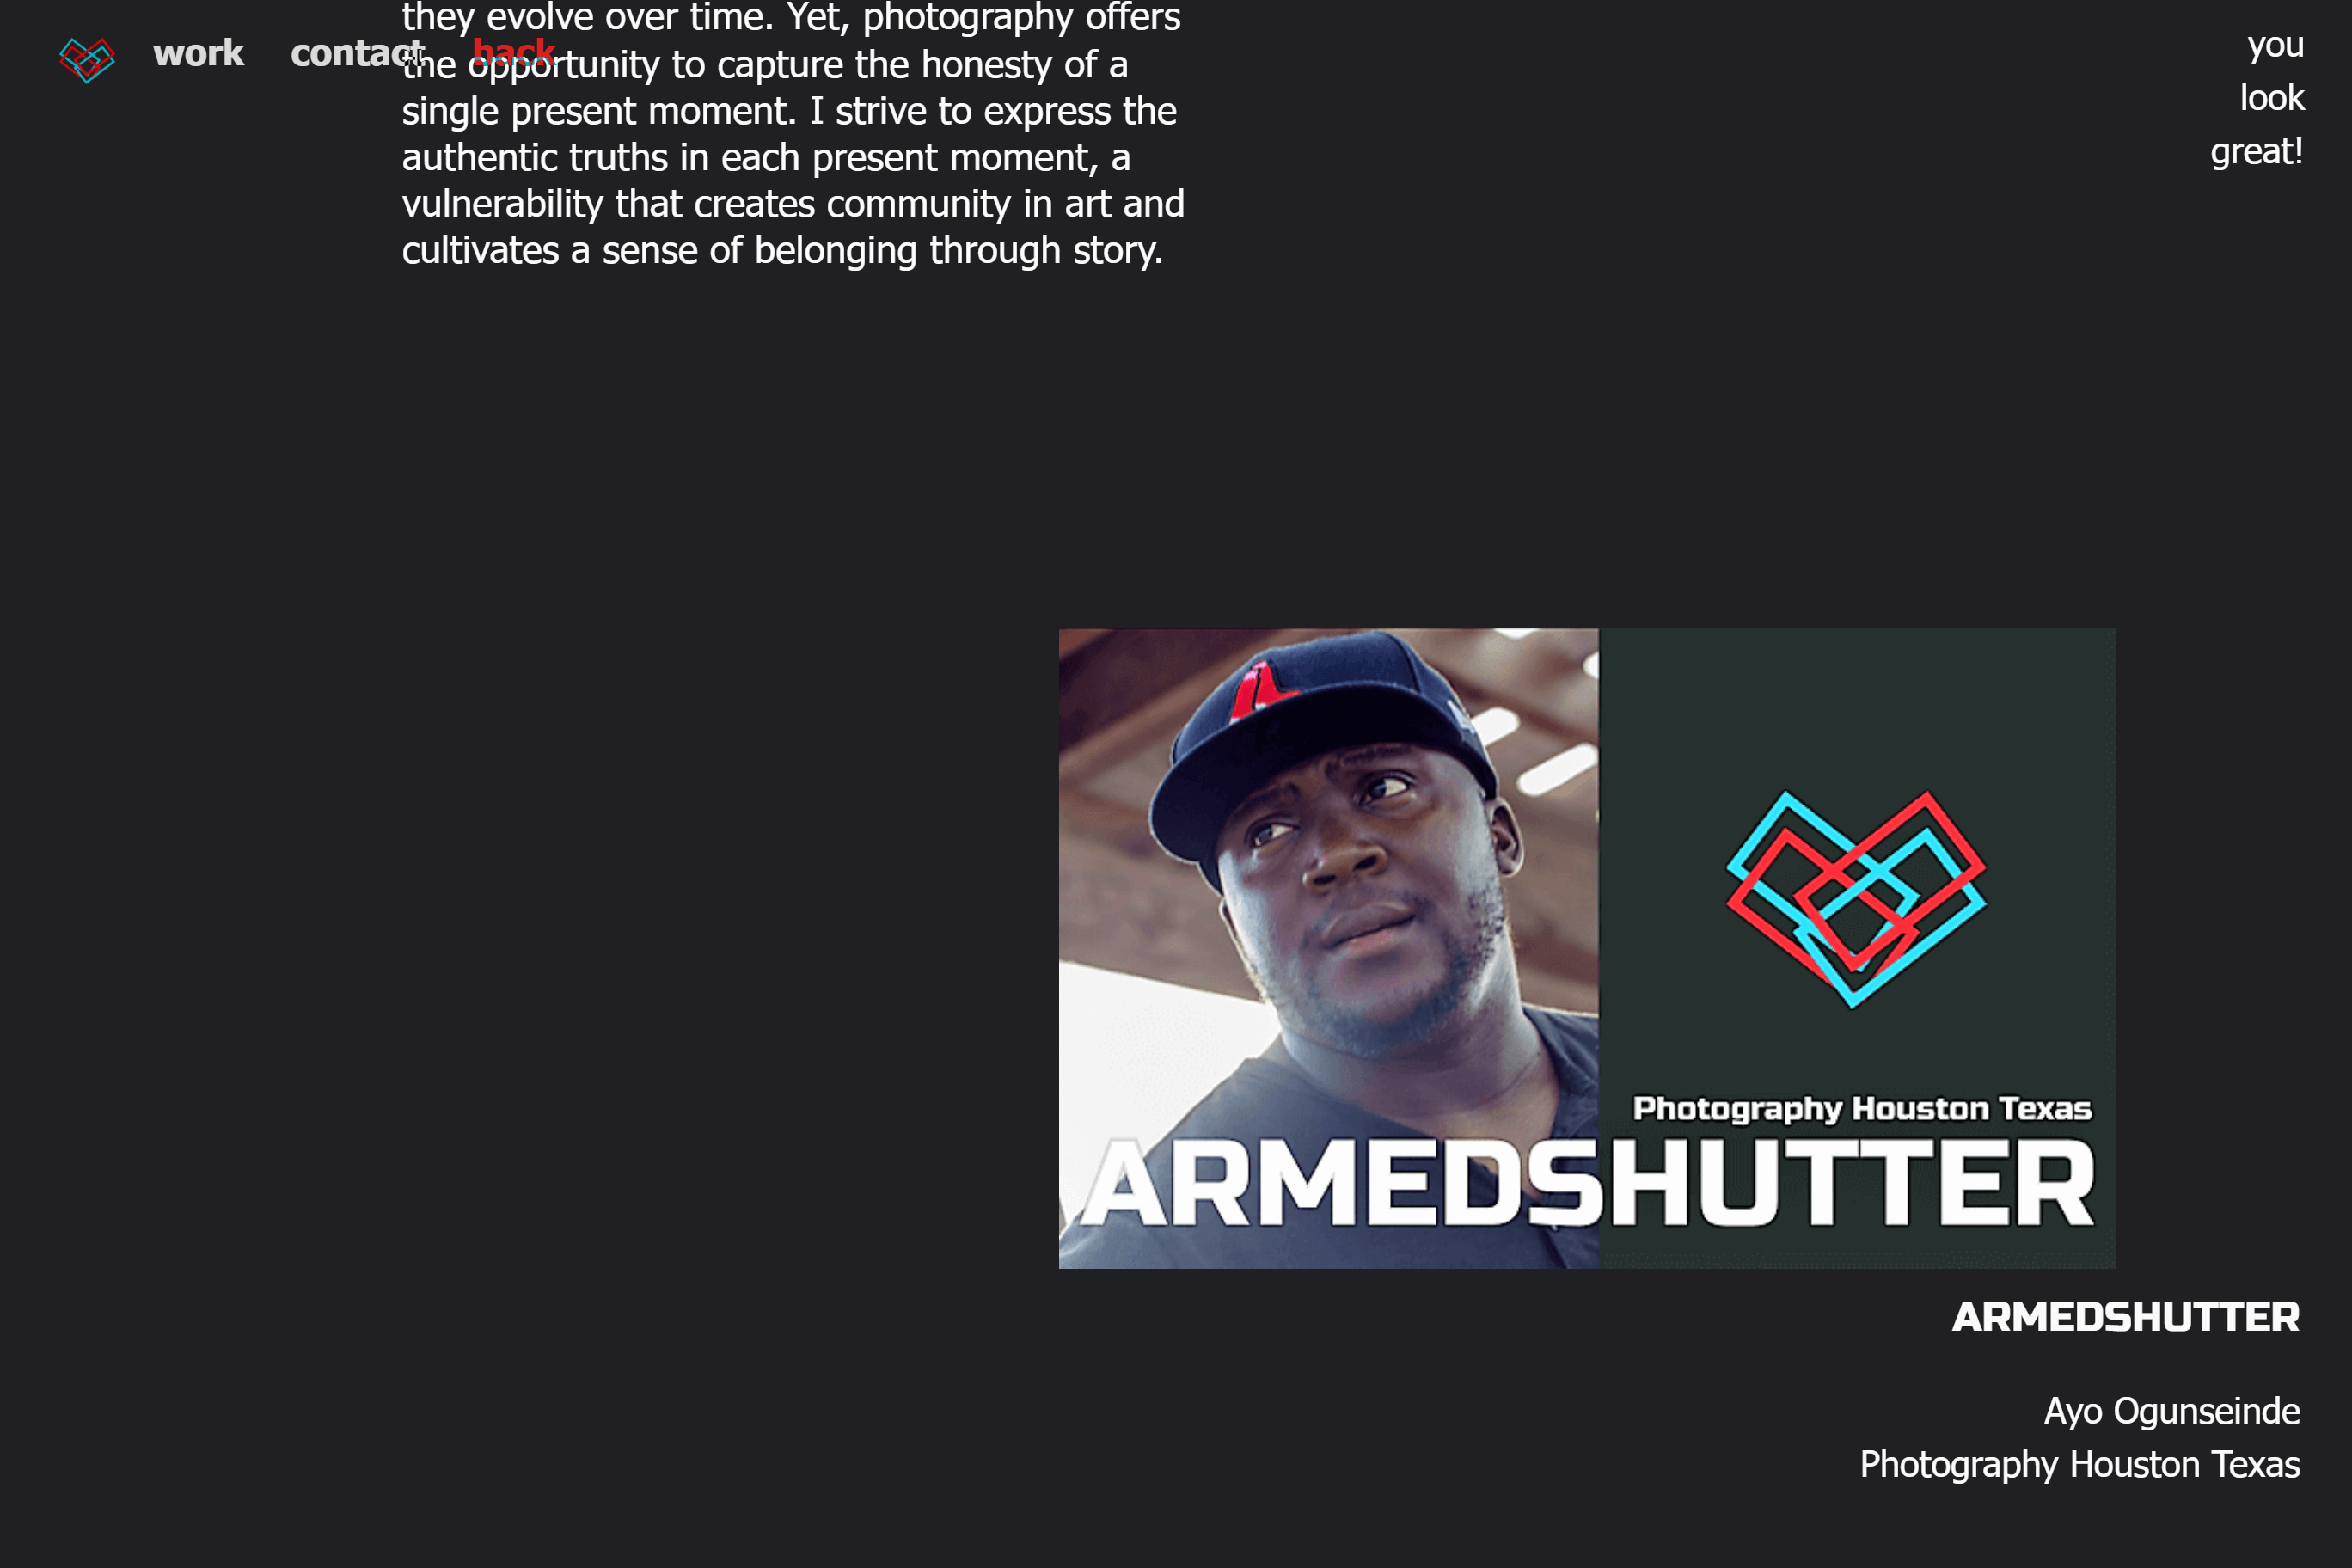 they evolve over time. Yet, photography offers
work contact back
the opportunity to capture the honesty of a
single present moment. I strive to express the
authentic truths in each present moment, a
vulnerability that creates community in art and
cultivates a sense of belonging through story.
you
look
great!
Photography Houston Texas
ARMEDSHUTTER
ARMEDSHUTTER
Ayo Ogunseinde
Photography Houston Texas